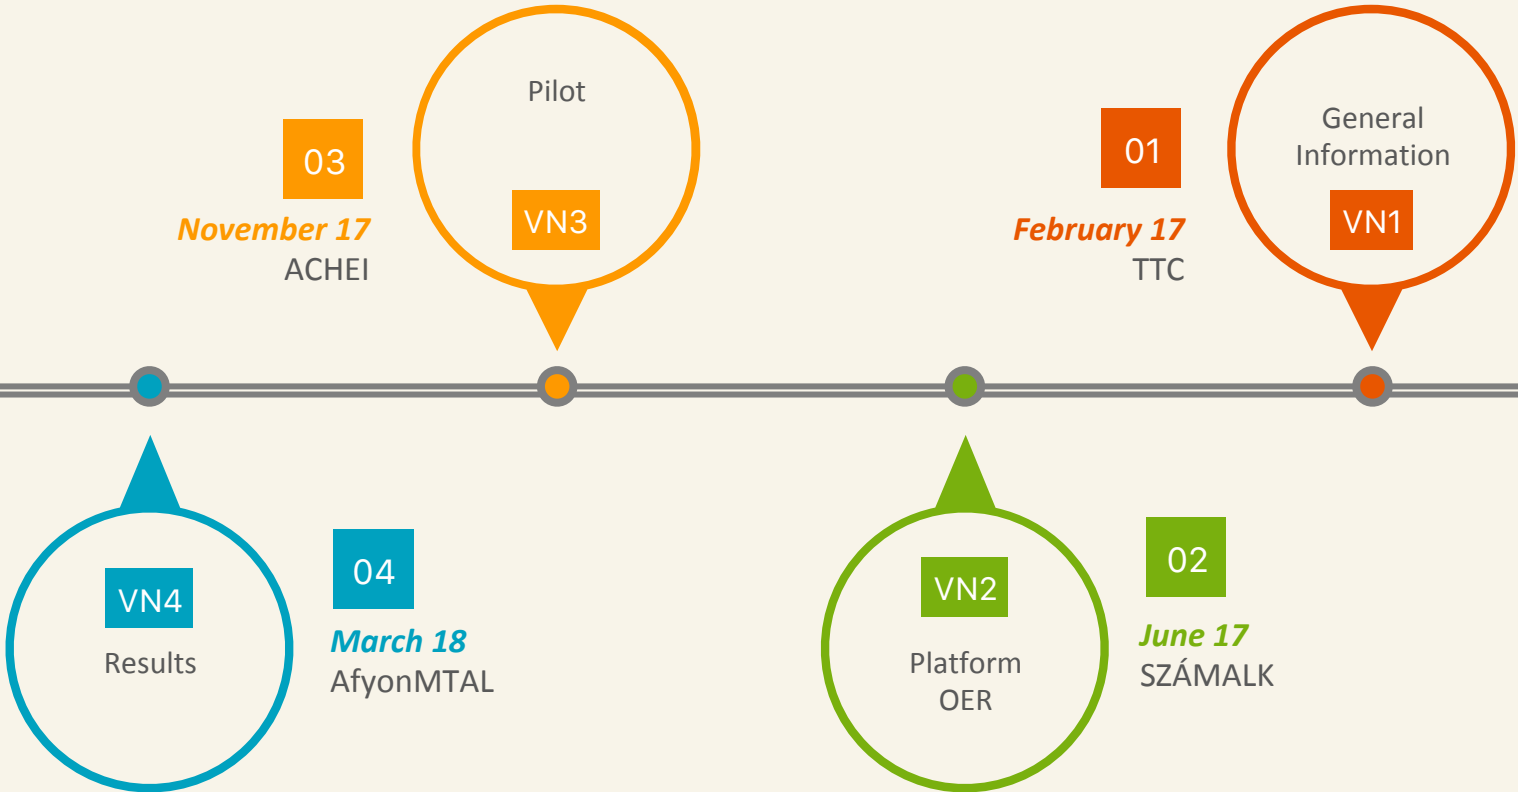 Pilot
03
VN3
November 17
ACHEI
General
Information
01
VN1
February 17
TTC
VN4
Results
04
March 18
AfyonMTAL
VN2
Platform
OER
02
June 17
SZÁMALK